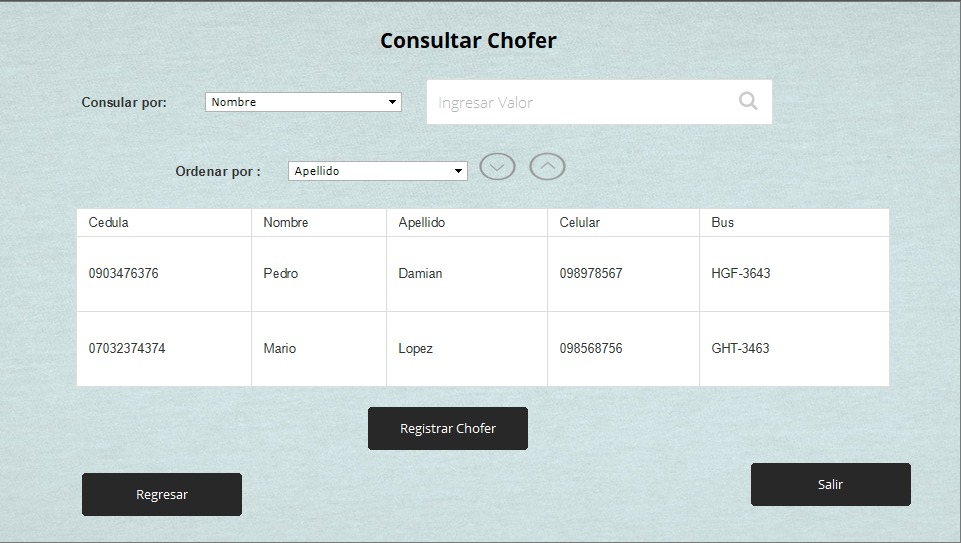 Consultar Chofer
Consular por: Nombre Ingresar Valor
Ordenar por : Apellido
Cedula Nombre Apellido Celular Bus
0903476376 Pedro Damian 098978567 HGF-3643
07032374374 Mario Lopez 098568756 GHT-3463
Registrar Chofer
Regresar
Salir